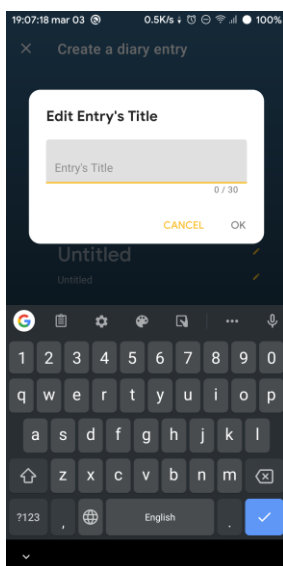 19:07:18 mar 03 0.5K/s 100%
Create a diary entry
Edit Entry's Title
Entry's Title
0 / 30
CANCEL OK
Untitled
Untitled
G
1 2 3 4 5 6 7 8 9 0
q w e r t y u i o p
a s d f g h j k l
z x c v b n m
?123 , English .